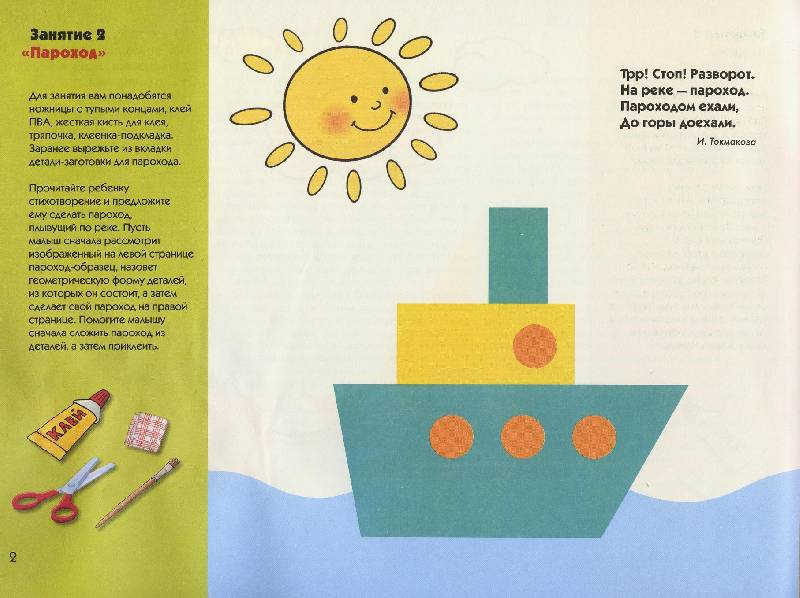 Занятие 2
«Пароход»
Для занятия вам понадобятся
ножницы с тупыми концами, клей
ПВА, жесткая кисть для клея,
тряпочка, клеенка-подкладка.
Заранее вырежьте из вкладки
детали-заготовки для парохода.
Прочитайте ребенку
стихотворение и предложите
ему сделать пароход,
плывущий по реке. Пусть
малыш сначала рассмотрит
изображенный на левой странице
пароход-образец, назовет
геометрическую форму деталей,
из которых он состоит, а затем
сделает свой пароход на правой
странице. Помогите малышу
сначала сложить пароход из
деталей, а затем приклеить.
КЛЕЙ
2
Трр! Стоп! Разворот.
На реке — пароход.
Пароходом ехали,
До горы доехали.
И. Токмакова